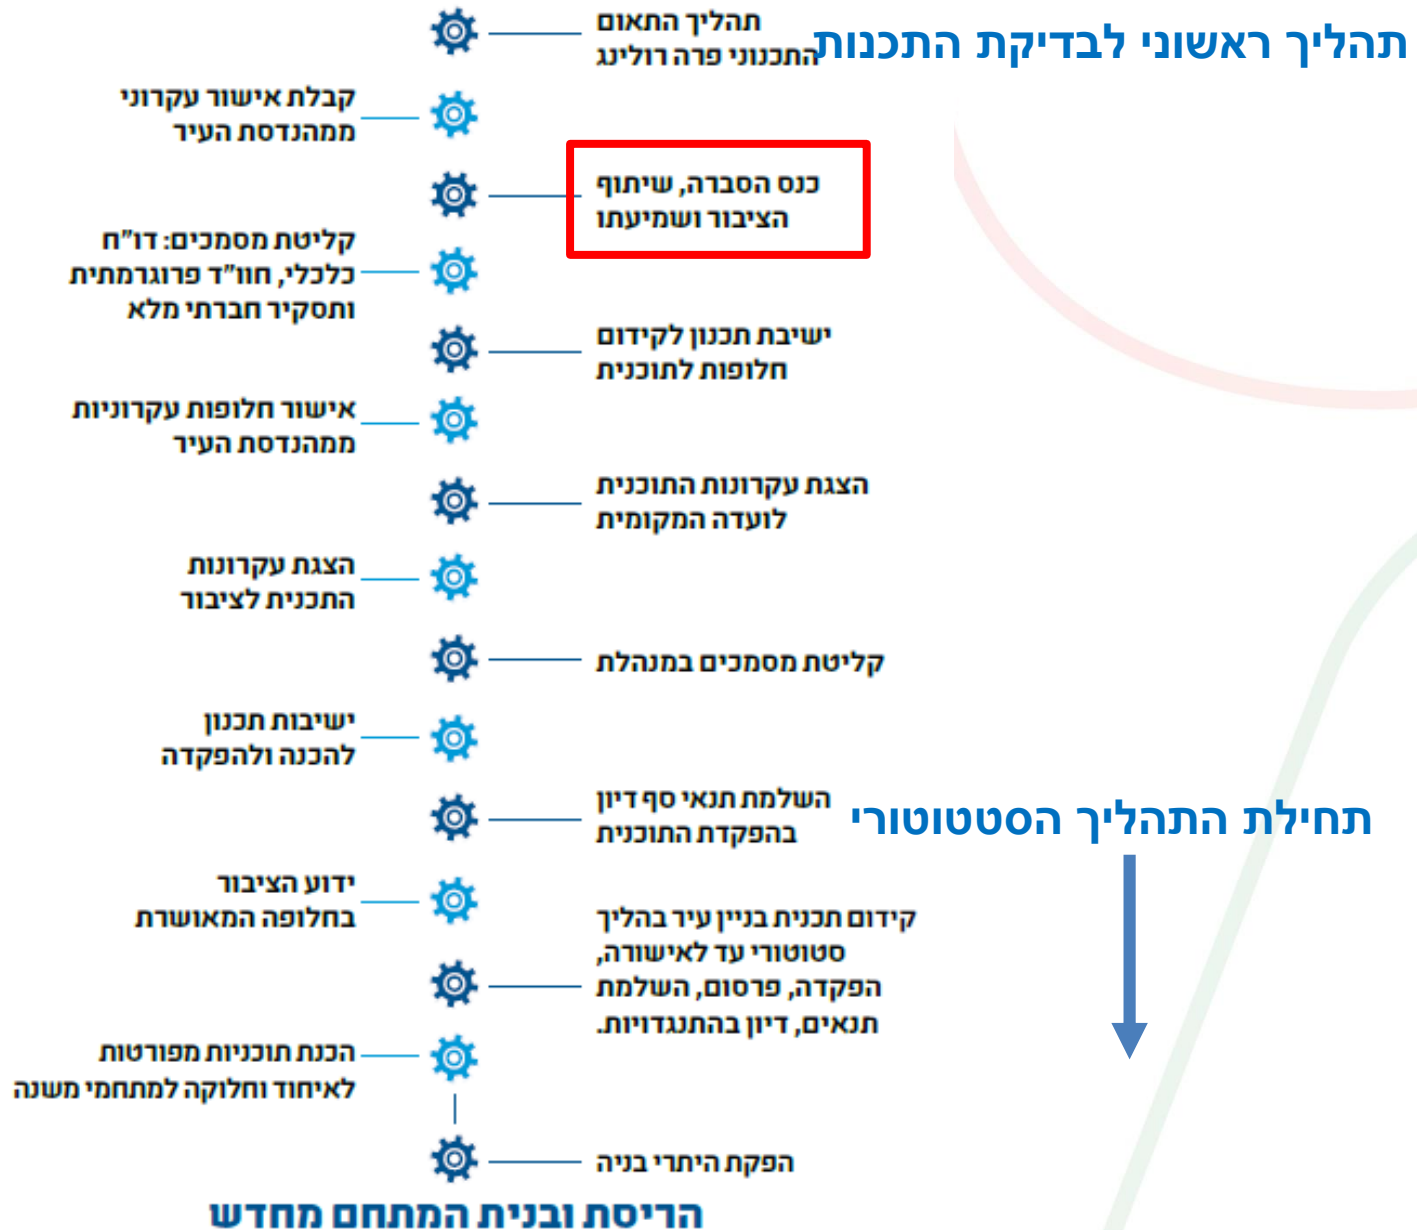 תהליך ראשוני לבדיקת התכנות
תהליך התאום
התכנוני פרה רולינג
קבלת אישור עקרוני
ממהנדסת העיר
כנס הסברה, שיתוף
הציבור ושמיעתו
קליטת מסמכים: דו"ח
כלכלי, חוו"ד פרוגרמתית
ותסקיר חברתי מלא
ישיבת תכנון לקידום
חלופות לתוכנית
אישור חלופות עקרוניות
ממהנדסת העיר
הצגת עקרונות התוכנית
לועדה המקומית
הצגת עקרונות
התכנית לציבור
קליטת מסמכים במנהלת
ישיבות תכנון
להכנה ולהפקדה
תחילת התהליך הסטטוטורי
השלמת תנאי סף דיון
בהפקדת התוכנית
ידוע הציבור
בחלופה המאושרת
קידום תכנית בניין עיר בהליך
סטוטורי עד לאישורה,
הפקדה, פרסום, השלמת
תנאים, דיון בהתנגדויות.
הכנת תוכניות מפורטות
לאיחוד וחלוקה למתחמי משנה
הפקת היתרי בניה
הריסת ובנית המתחם מחדש